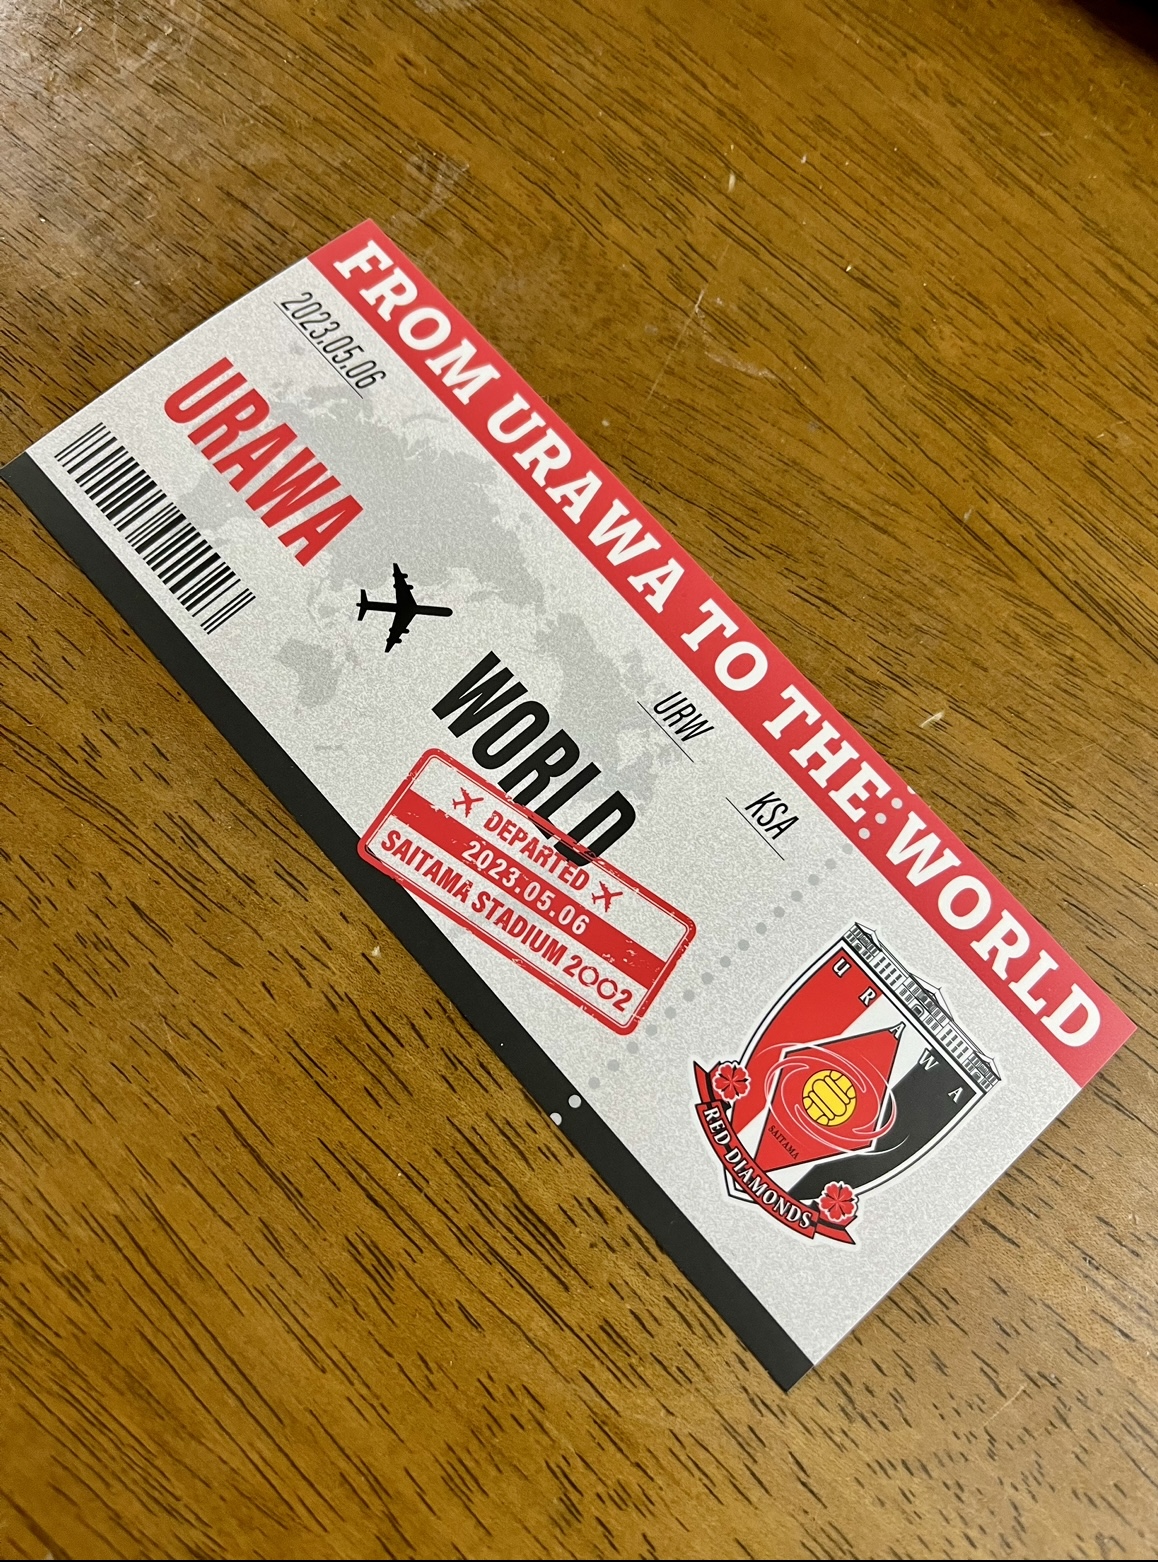 FROM URAWA TO THE WORLD
2023.05.06
URAWA
WORLD
URW
KSA
DEPARTED
2023.05.06
SAITAMA STADIUM 2002
URAWA
SAITAMA
RED DIAMONDS